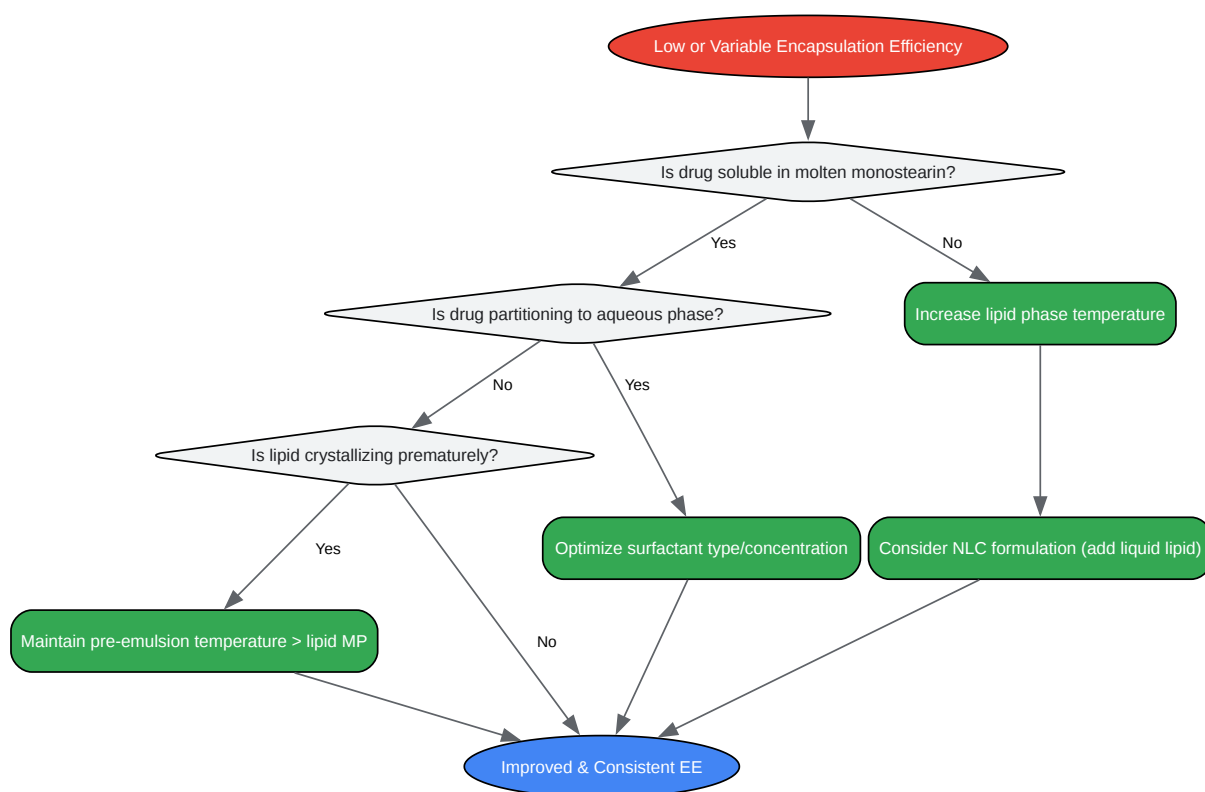 Low or Variable Encapsulation Efficiency
Is drug soluble in molten monostearin?
Yes
No
Is drug partitioning to aqueous phase?
Increase lipid phase temperature
No
Yes
Is lipid crystallizing prematurely?
Yes
Optimize surfactant type/concentration
Consider NLC formulation (add liquid lipid)
Maintain pre-emulsion temperature > lipid MP
No
Improved & Consistent EE